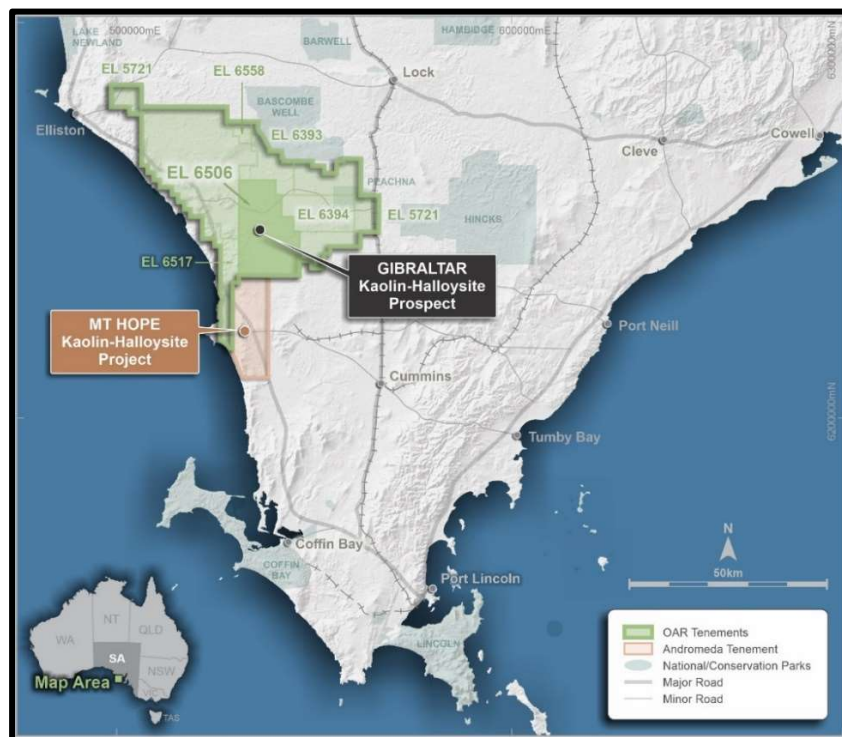 LAKE
NEWLAND
500000mE
BARWELL
HAMBIDGE
600000mE
6300000mN
EL 5721
EL 6558
Lock
BASCOMBE
WELL
Elliston
EL 6393
Cowell
Cleve
EL 6506
PEACHNA
EL 6394
EL 5721
HINCKS
EL 6517
GIBRALTAR
Kaolin-Halloysite
Prospect
MT HOPE
Kaolin-Halloysite
Project
Port Neill
Cummins
6200000mN
Tumby Bay
Coffin Bay
COFFIN
BAY
Port Lincoln
LINCOLN
N
50km
WA
NT
QLD
SA
NSW
VIC
TAS
Map Area
OAR Tenements
Andromeda Tenement
National/Conservation Parks
Major Road
Minor Road